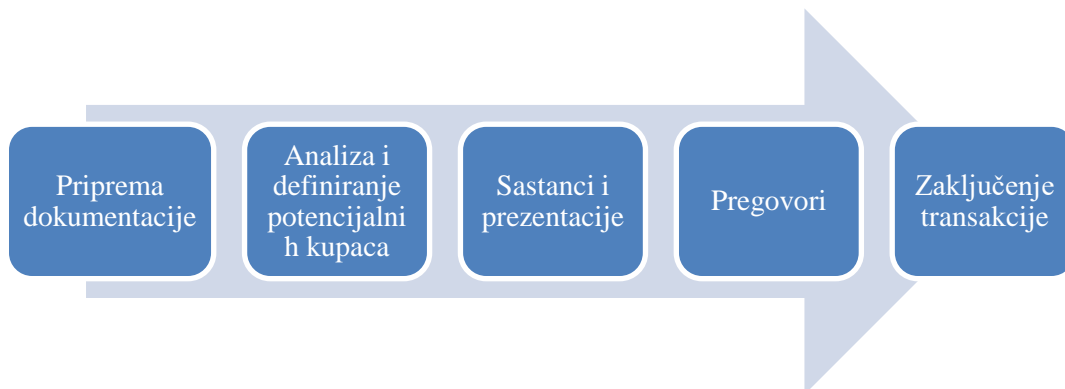 Priprema
dokumentacije
Analiza i
definiranje
potencijalni
h kupaca
Sastanci i
prezentacije
Pregovori
Zaključenje
transakcije